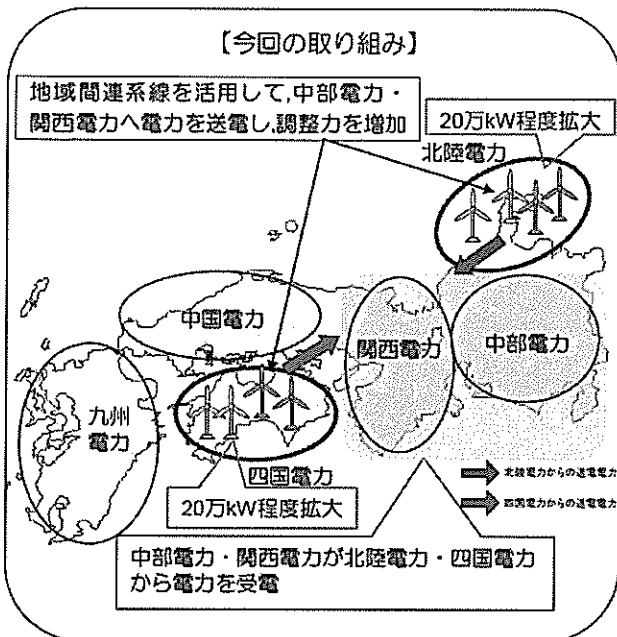 【今回の取り組み】
地域間連系線を活用して,中部電力・
関西電力へ電力を送電し,調整力を増加
20万kW程度拡大
北陸電力
中国電力
関西電力
中部電力
九州
電力
四国電力
20万kW程度拡大
北陸電力からの送電電力
四国電力からの送電電力
中部電力・関西電力が北陸電力・四国電力
から電力を受電